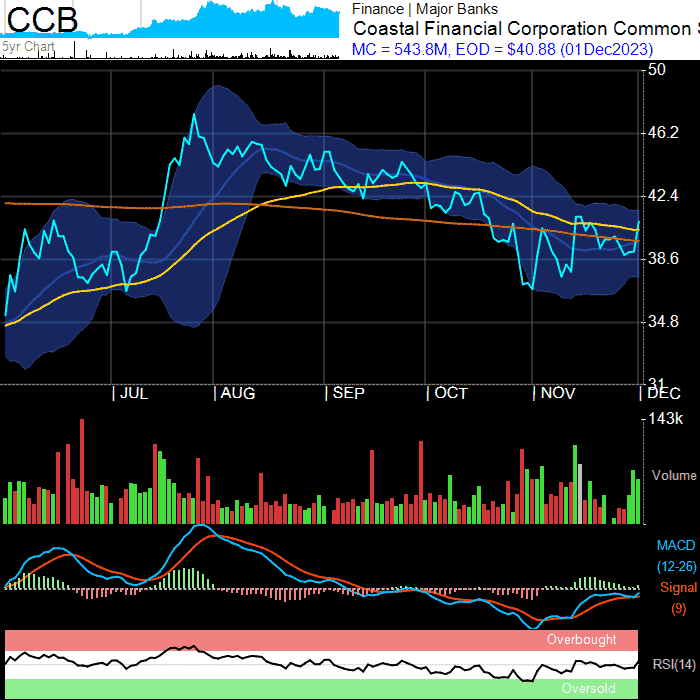 CCB
5yr Chart
Finance | Major Banks
Coastal Financial Corporation Common S
MC = 543.8M, EOD = $40.88 (01Dec2023)
50
46.2
42.4
38.6
34.8
31
JUL AUG SEP OCT NOV DEC
143k
Volume
MACD
(12-26)
Signal
(9)
Overbought
RSI(14)
Oversold